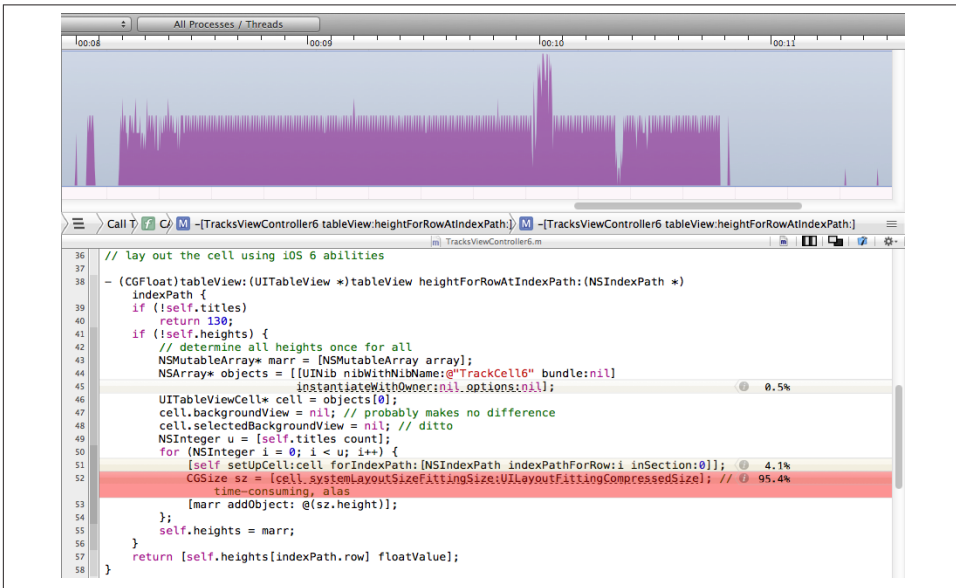 All Processes / Threads
00:08 00:09 00:10 00:11
Call T f C M -[TracksViewController6 tableView:heightForRowAtIndexPath:] M -[TracksViewController6 tableView:heightForRowAtIndexPath:]
m TracksViewController6.m
36 // lay out the cell using iOS 6 abilities
37
38 - (CGFloat)tableView:(UITableView *)tableView heightForRowAtIndexPath:(NSIndexPath *)
indexPath {
39 if (!self.titles)
40 return 130;
41 if (!self.heights) {
42 // determine all heights once for all
43 NSMutableArray* marr = [NSMutableArray array];
44 NSArray* objects = [[UINib nibWithNibName:@"TrackCell6" bundle:nil]
45 instantiateWithOwner:nil options:nil]; 0.5%
46 UITableViewCell* cell = objects[0];
47 cell.backgroundView = nil; // probably makes no difference
48 cell.selectedBackgroundView = nil; // ditto
49 NSInteger u = [self.titles count];
50 for (NSInteger i = 0; i < u; i++) {
51 [self setUpCell:cell forIndexPath:[NSIndexPath indexPathForRow:i inSection:0]]; 4.1%
52 CGSize sz = [cell systemLayoutSizeFittingSize:UILayoutFittingCompressedSize]; // 95.4%
time-consuming, alas
53 [marr addObject: @(sz.height)];
54 };
55 self.heights = marr;
56 }
57 return [self.heights[indexPath.row] floatValue];
58 }